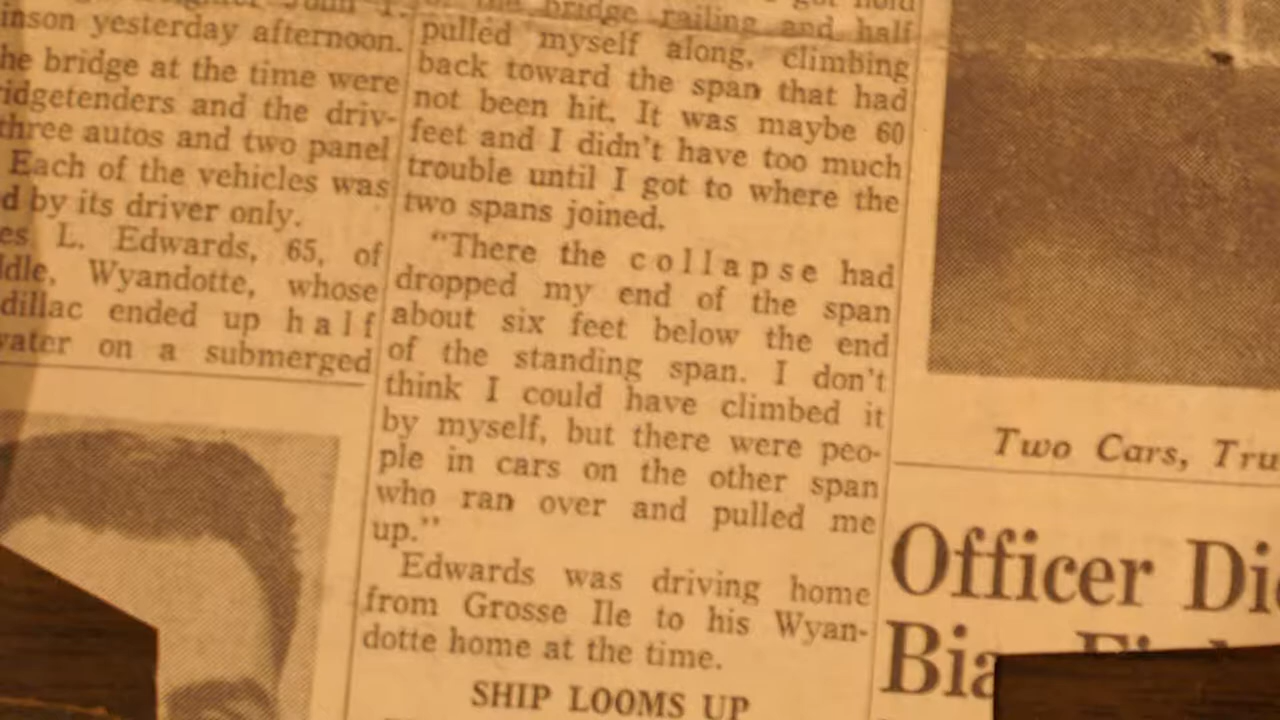 inson yesterday afternoon.
he bridge at the time were
idgetenders and the driv-
three autos and two panel
Each of the vehicles was
d by its driver only.
es L. Edwards, 65, of
dle, Wyandotte, whose
dillac ended up half
water on a submerged
the bridge railing and half
pulled myself along, climbing
back toward the span that had
not been hit. It was maybe 60
feet and I didn't have too much
trouble until I got to where the
two spans joined.
"There the collapse had
dropped my end of the span
about six feet below the end
of the standing span. I don't
think I could have climbed it
by myself, but there were peo-
ple in cars on the other span
who ran over and pulled me
up."
Edwards was driving home
from Grosse Ile to his Wyan-
dotte home at the time.
SHIP LOOMS UP
Two Cars, Tru
Officer Di
Bia